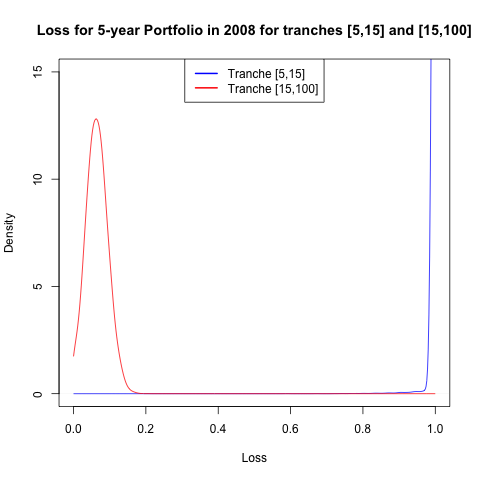 Loss for 5-year Portfolio in 2008 for tranches [5,15] and [15,100]
Tranche [5,15]
Tranche [15,100]
Density
15
10
5
0
0.0 0.2 0.4 0.6 0.8 1.0
Loss